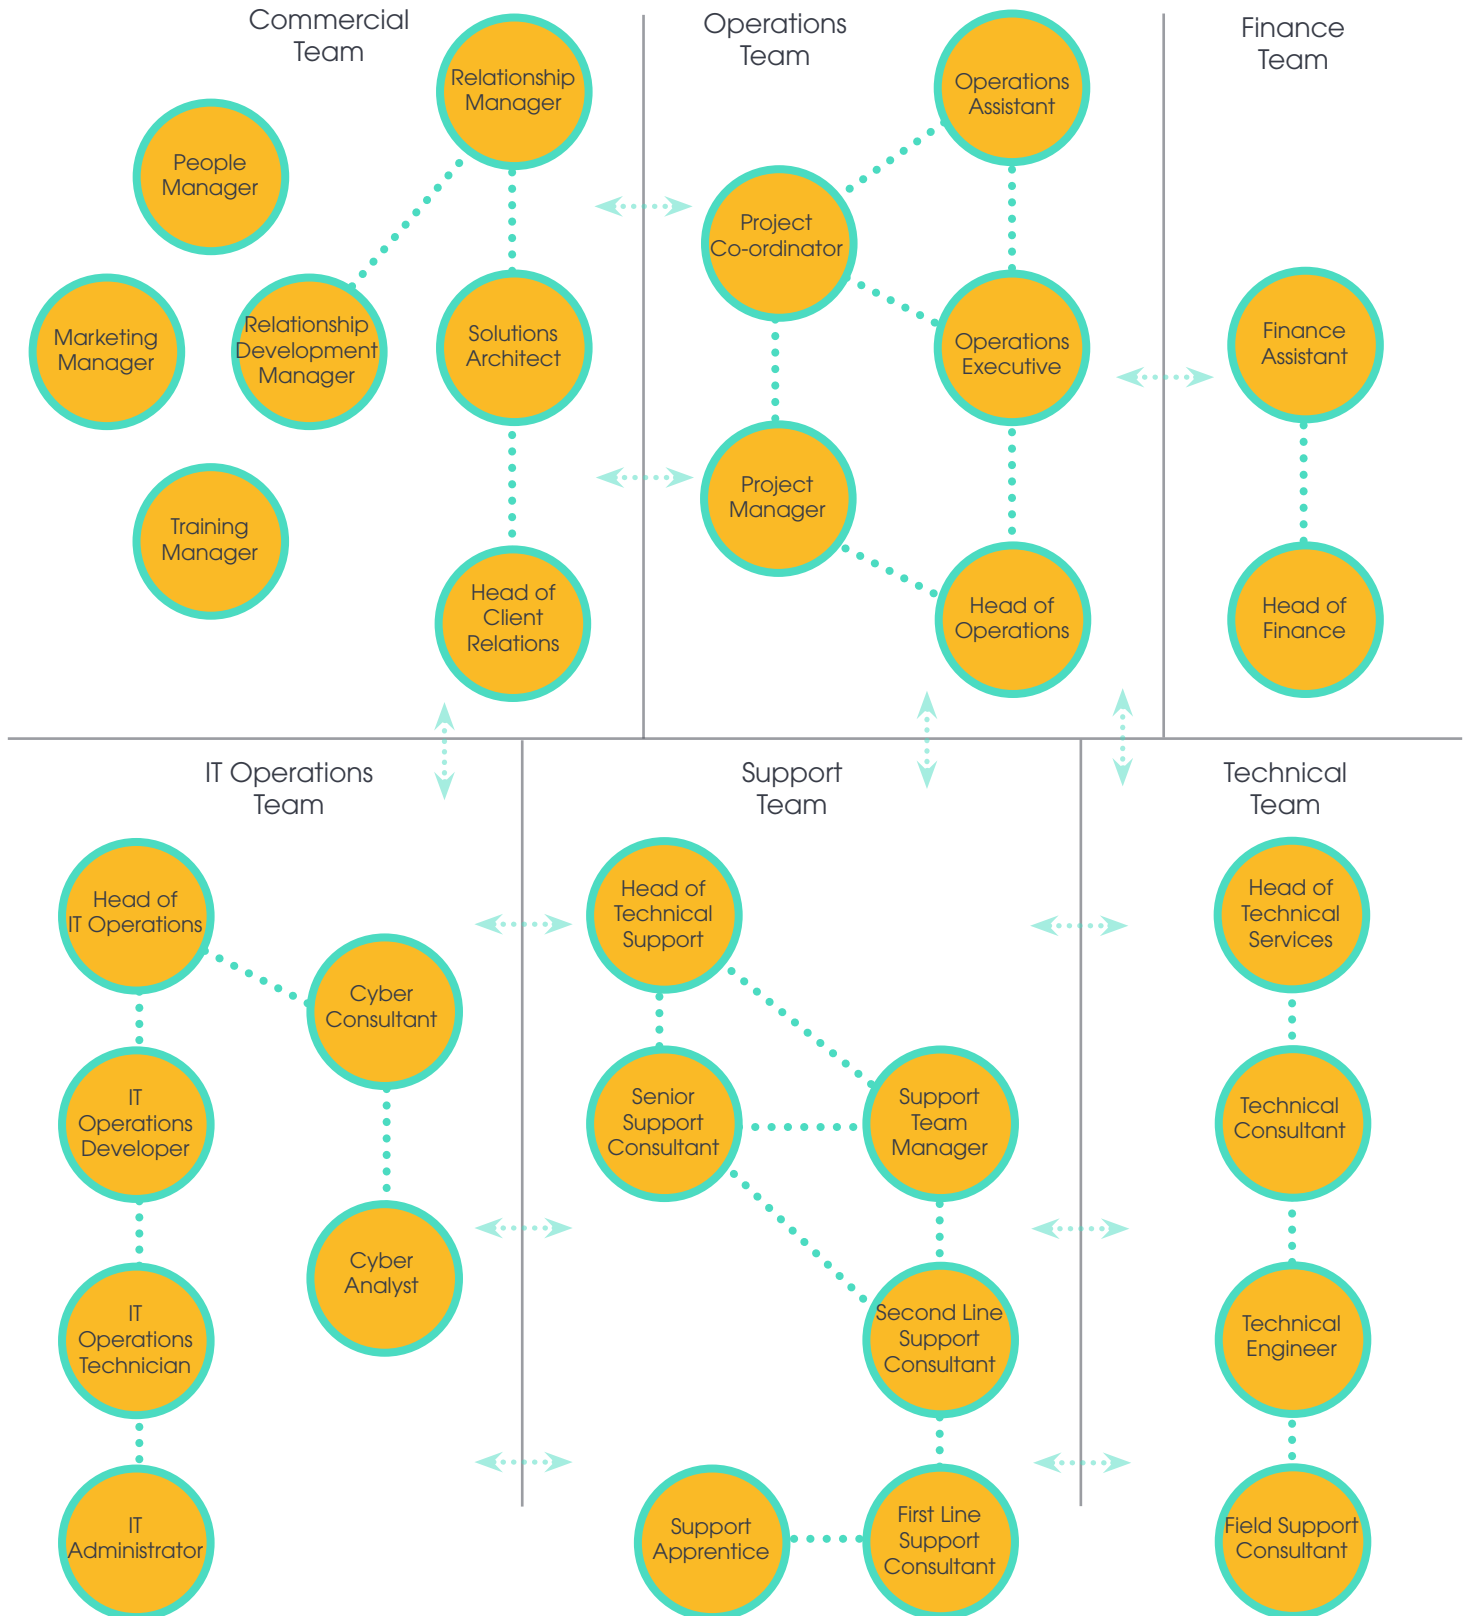 Commercial
Team
Relationship
Manager
People
Manager
Marketing
Manager
Relationship
Development
Manager
Solutions
Architect
Training
Manager
Head of
Client
Relations
Operations
Team
Operations
Assistant
Project
Co-ordinator
Operations
Executive
Project
Manager
Head of
Operations
Finance
Team
Finance
Assistant
Head of
Finance
IT Operations
Team
Head of
IT Operations
Cyber
Consultant
IT
Operations
Developer
Cyber
Analyst
IT
Operations
Technician
IT
Administrator
Support
Team
Head of
Technical
Support
Senior
Support
Consultant
Support
Team
Manager
Second Line
Support
Consultant
Support
Apprentice
First Line
Support
Consultant
Technical
Team
Head of
Technical
Services
Technical
Consultant
Technical
Engineer
Field Support
Consultant